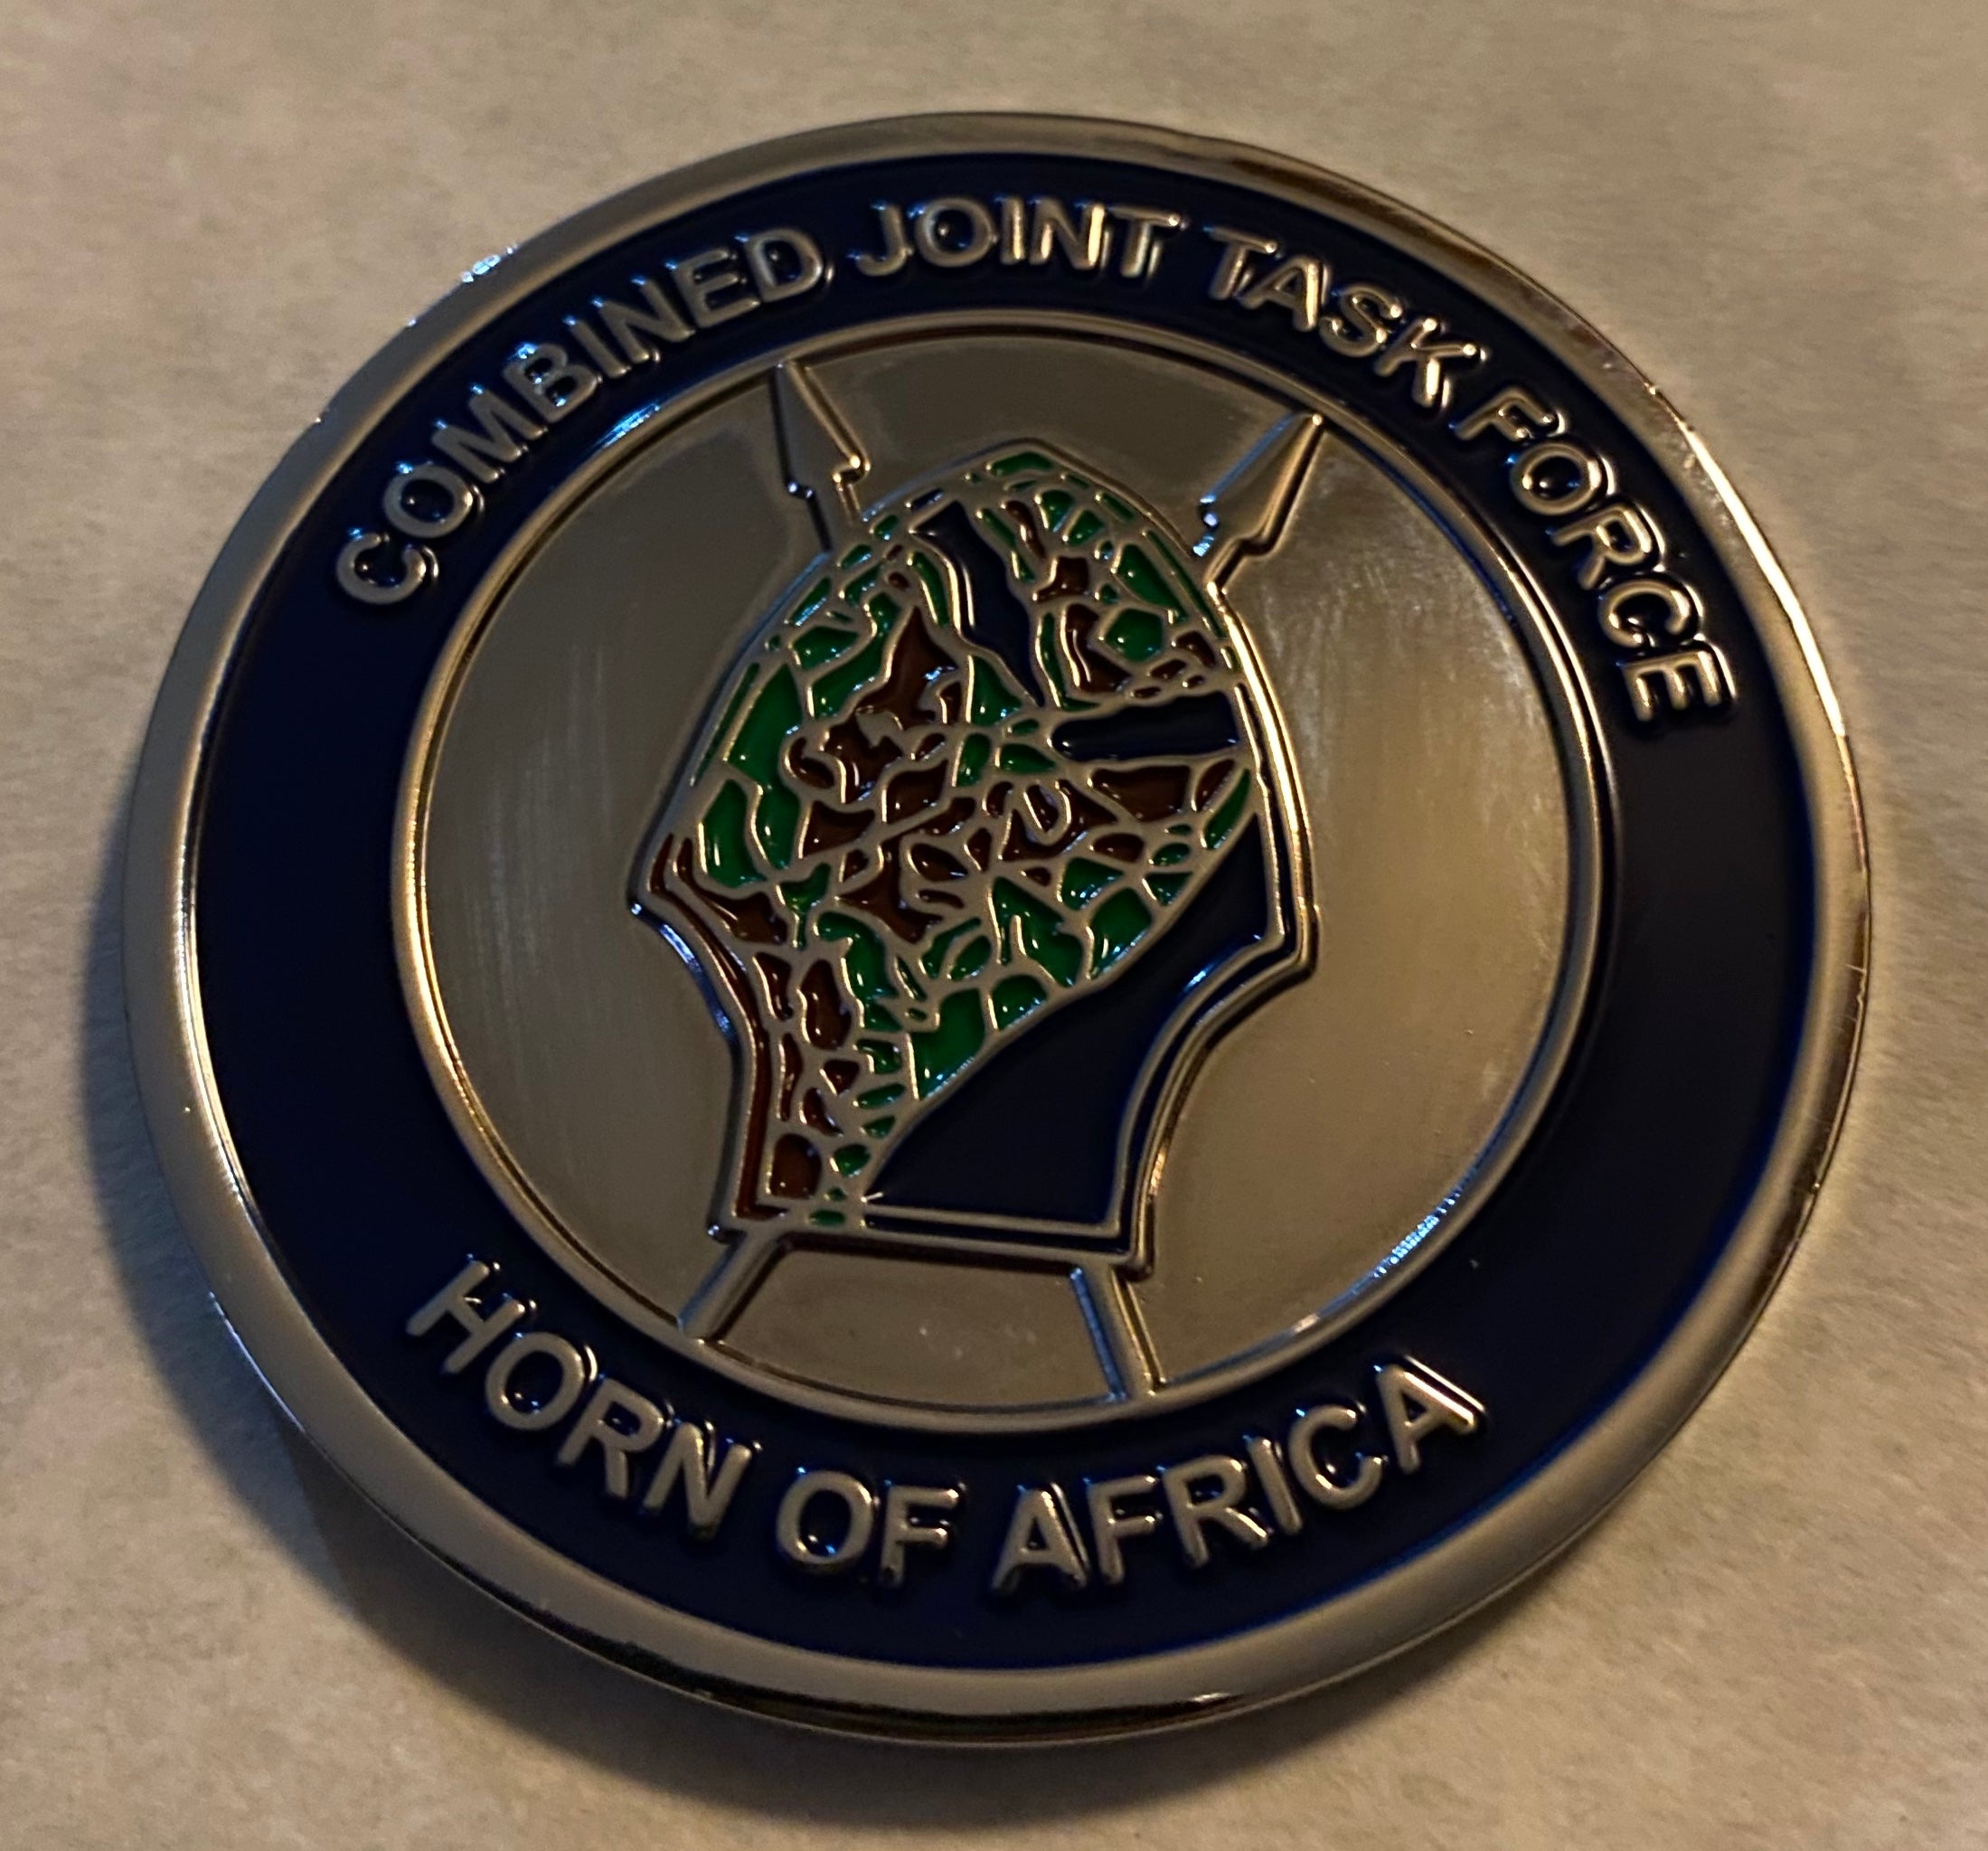 COMBINED JOINT TASK FORCE
HORN OF AFRICA